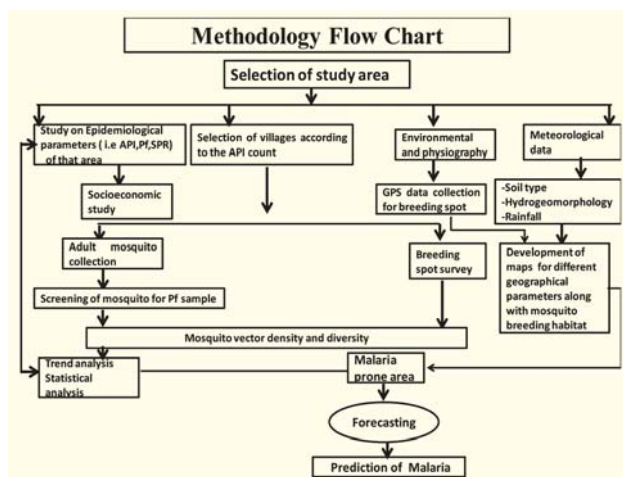 Methodology Flow Chart
Selection of study area
Study on Epidemiological
parameters ( i.e API,Pf,SPR)
of that area
Selection of villages according
to the API count
Environmental
and physiography
Meteorological
data
Socioeconomic
study
GPS data collection
for breeding spot
-Soil type
-Hydrogeomorphology
-Rainfall
Adult mosquito
collection
Breeding
spot survey
Development of
maps for different
geographical
parameters along
with mosquito
breeding habitat
Screening of mosquito for Pf sample
Mosquito vector density and diversity
Trend analysis
Statistical
analysis
Malaria
prone area
Forecasting
Prediction of Malaria